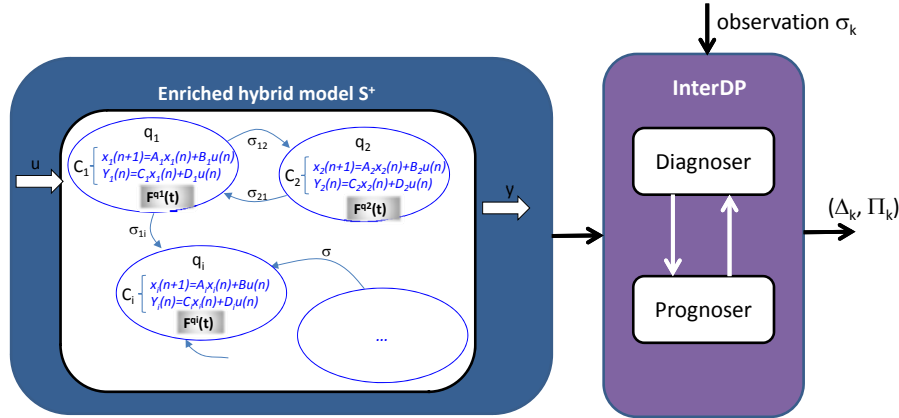 observation σk
Enriched hybrid model S+
InterDP
u
q1
C1
x1(n+1)=A1x1(n)+B1u(n)
Y1(n)=C1x1(n)+D1u(n)
Fq1(t)
σ12
σ21
q2
C2
x2(n+1)=A2x2(n)+B2u(n)
Y2(n)=C2x2(n)+D2u(n)
Fq2(t)
y
Diagnoser
(Δk, Πk)
σ1i
qi
Ci
xi(n+1)=Aixi(n)+Bu(n)
Yi(n)=Cixi(n)+Diu(n)
Fqi(t)
σ
...
Prognoser